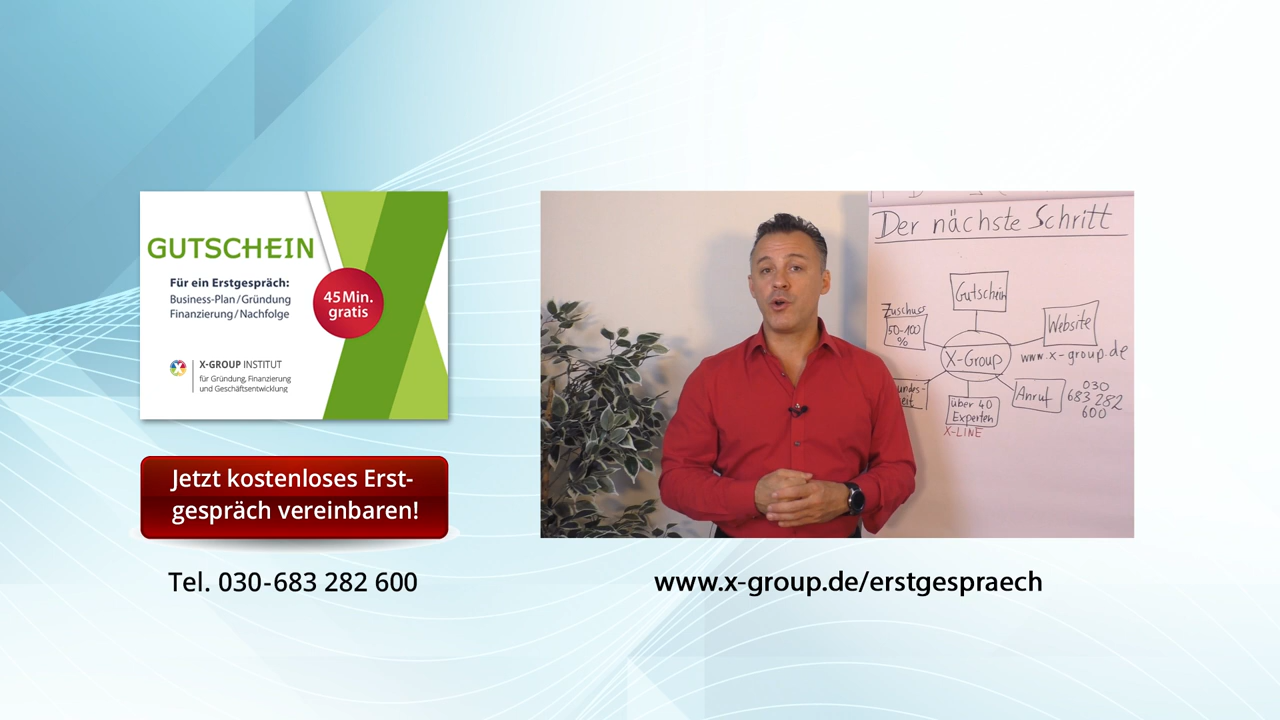 GUTSCHEIN
Für ein Erstgespräch:
Business-Plan/Gründung
Finanzierung/Nachfolge
45 Min.
gratis
X-GROUP INSTITUT
für Gründung, Finanzierung
und Geschäftsentwicklung
Jetzt kostenloses Erst-
gespräch vereinbaren!
Tel. 030-683 282 600
Der nächste Schritt
Gutschein
Zuschuss
50-100
%
Website
www.x-group.de
X-Group
Anruf
030
683 282
600
über 40
Experten
X-LINE
www.x-group.de/erstgespraech